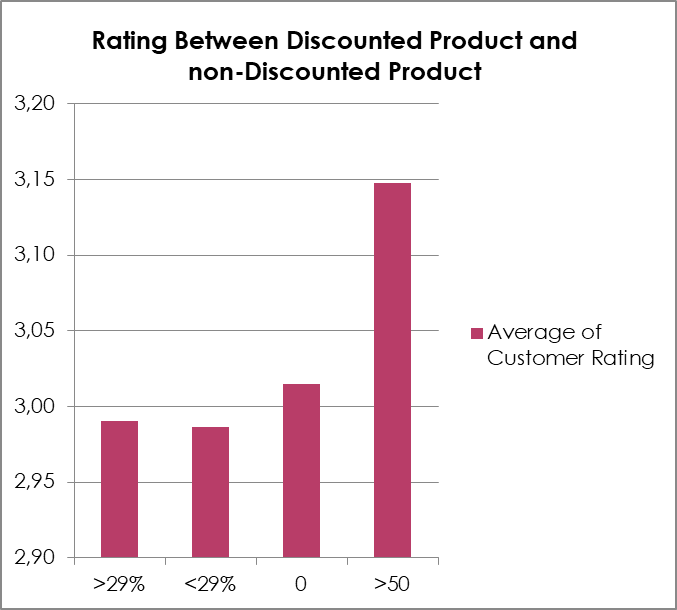 Rating Between Discounted Product and
non-Discounted Product
3,20
3,15
3,10
3,05
3,00
2,95
2,90
>29%
<29%
0
>50
Average of
Customer Rating